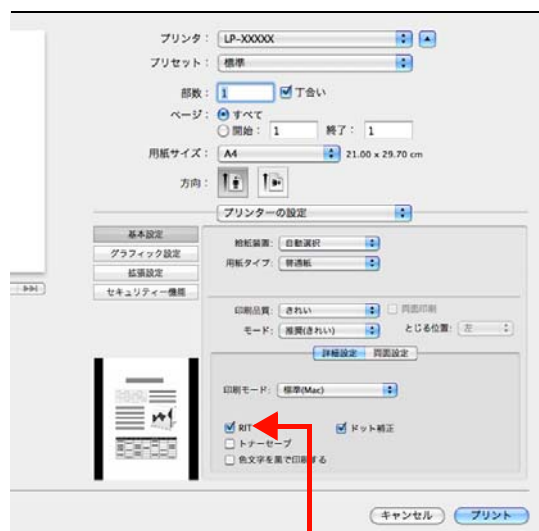 プリンタ： LP-XXXXX
プリセット： 標準
部数： 1 丁合い
ページ： すべて
開始： 1 終了： 1
用紙サイズ： A4 21.00 x 29.70 cm
方向：
プリンターの設定
基本設定
グラフィック設定
拡張設定
セキュリティー機能
給紙装置: 自動選択
用紙タイプ: 普通紙
印刷品質: きれい 両面印刷
モード: 推奨(きれい) とじる位置: 左
詳細設定 両面設定
印刷モード: 標準(Mac)
RIT ドット補正
トナーセーブ
色文字を黒で印刷する
キャンセル プリント